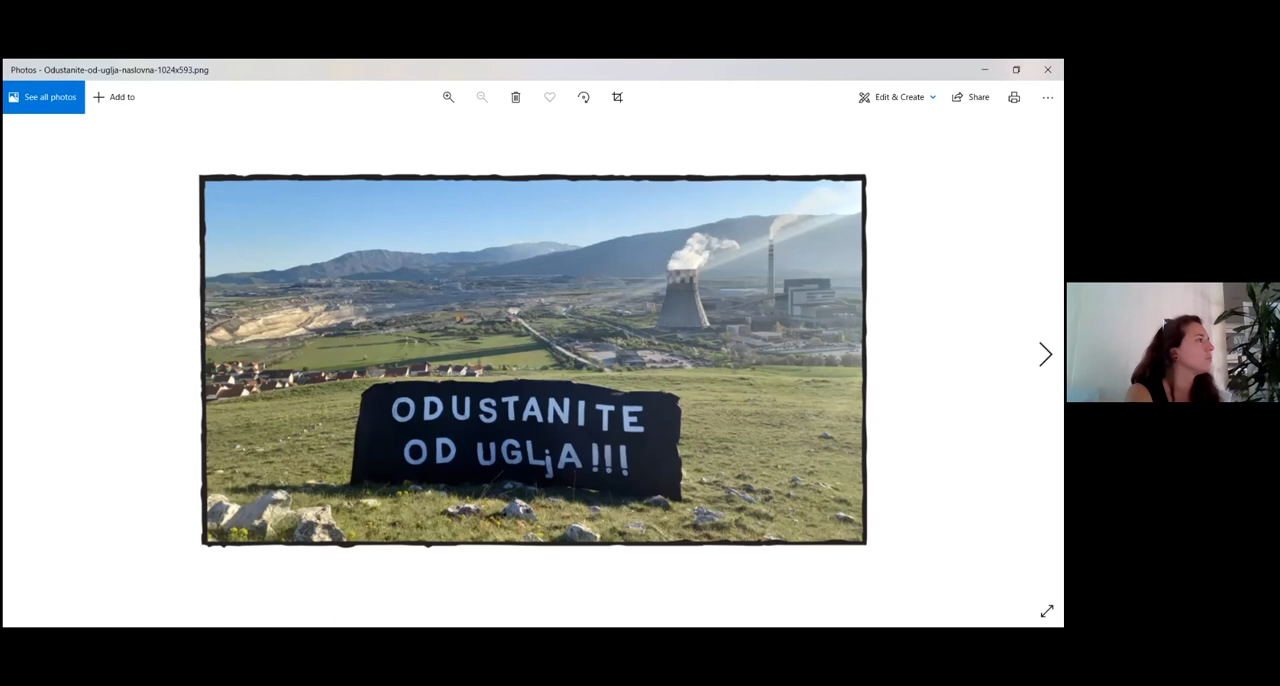 Photos - Odustanite-od-uglja-naslovna-1024x593.png
See all photos
Add to
Edit & Create
Share
ODUSTANITE
OD UGLjA!!!